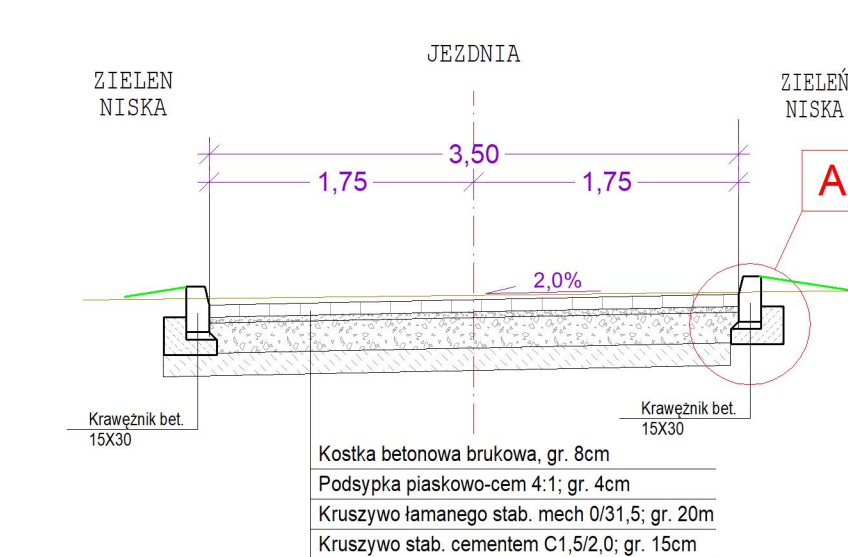 JEZDNIA
ZIELEN
NISKA
ZIELEŃ
NISKA
3,50
1,75
1,75
A
2,0%
Krawężnik bet.
15X30
Krawężnik bet.
15X30
Kostka betonowa brukowa, gr. 8cm
Podsypka piaskowo-cem 4:1; gr. 4cm
Kruszywo łamanego stab. mech 0/31,5; gr. 20m
Kruszywo stab. cementem C1,5/2,0; gr. 15cm